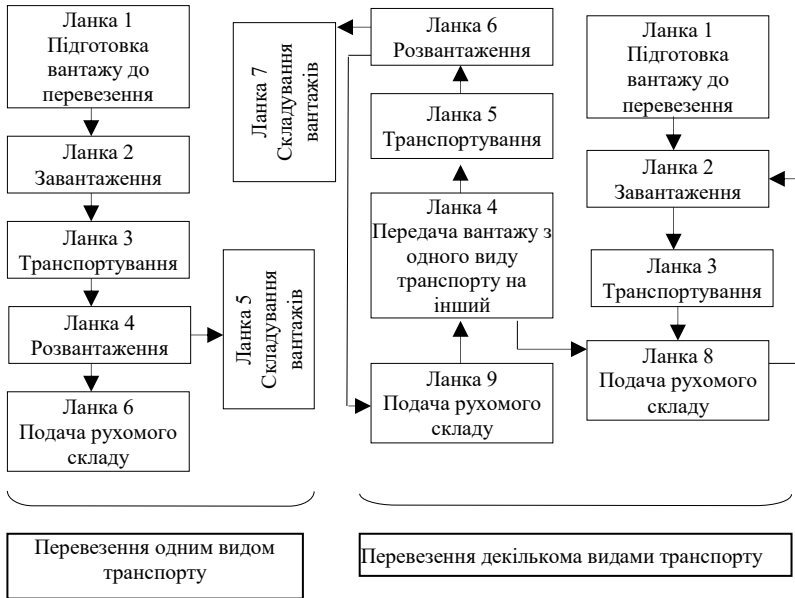 Ланка 1
Підготовка
вантажу до
перевезення
Ланка 2
Завантаження
Ланка 3
Транспортування
Ланка 4
Розвантаження
Ланка 5
Складування
вантажів
Ланка 6
Подача рухомого
складу
Перевезення одним видом
транспорту
Ланка 1
Підготовка
вантажу до
перевезення
Ланка 2
Завантаження
Ланка 3
Транспортування
Ланка 8
Подача рухомого
складу
Ланка 4
Передача вантажу з
одного виду
транспорту на
інший
Ланка 5
Транспортування
Ланка 6
Розвантаження
Ланка 7
Складування
вантажів
Ланка 9
Подача рухомого
складу
Перевезення декількома видами транспорту